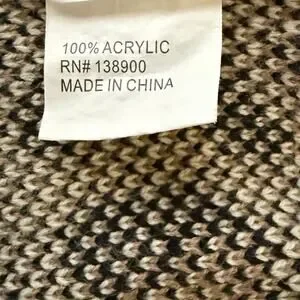 100% ACRYLIC
RN# 138900
MADE IN CHINA